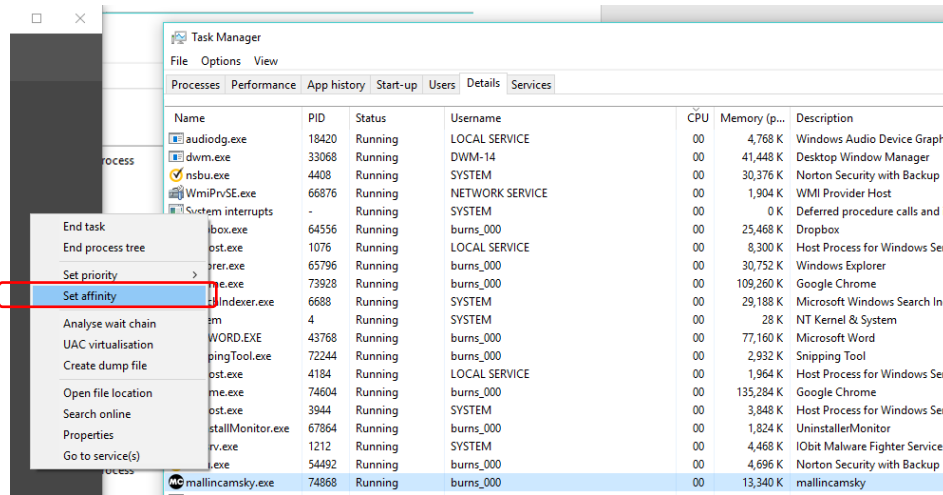 Task Manager
File Options View
Processes Performance App history Start-up Users Details Services
Name PID Status Username CPU Memory (p... Description
audiodg.exe 18420 Running LOCAL SERVICE 00 4,768 K Windows Audio Device Graph
rocess dwm.exe 33068 Running DWM-14 00 41,448 K Desktop Window Manager
nsbu.exe 4408 Running SYSTEM 00 30,376 K Norton Security with Backup
WmiPrvSE.exe 66876 Running NETWORK SERVICE 00 1,904 K WMI Provider Host
System interrupts - Running SYSTEM 00 0 K Deferred procedure calls and
box.exe 64556 Running burns_000 00 25,468 K Dropbox
ost.exe 1076 Running LOCAL SERVICE 00 8,300 K Host Process for Windows Se
orer.exe 65796 Running burns_000 00 30,752 K Windows Explorer
me.exe 73928 Running burns_000 00 109,260 K Google Chrome
hIndexer.exe 6688 Running SYSTEM 00 29,188 K Microsoft Windows Search In
em 4 Running SYSTEM 00 28 K NT Kernel & System
WORD.EXE 43768 Running burns_000 00 77,160 K Microsoft Word
pingTool.exe 72244 Running burns_000 00 2,932 K Snipping Tool
ost.exe 4184 Running LOCAL SERVICE 00 1,964 K Host Process for Windows Se
me.exe 74604 Running burns_000 00 135,284 K Google Chrome
ost.exe 3944 Running SYSTEM 00 3,848 K Host Process for Windows Se
stallMonitor.exe 67864 Running burns_000 00 1,824 K UninstallerMonitor
rv.exe 1212 Running SYSTEM 00 4,468 K IObit Malware Fighter Service
.exe 54492 Running burns_000 00 4,696 K Norton Security with Backup
mallincamsky.exe 74868 Running burns_000 00 13,340 K mallincamsky
End task
End process tree
Set priority
Set affinity
Analyse wait chain
UAC virtualisation
Create dump file
Open file location
Search online
Properties
Go to service(s)